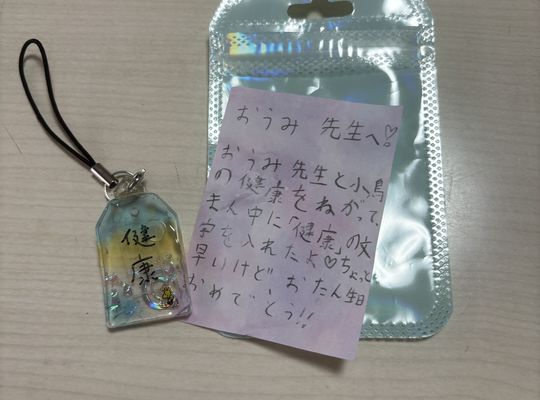 おうみ 先生へ♡
おうみ 先生と小鳥
の健康をねがって、
まん中に「健康」の文
字を入れたよ♡ちょっと
早いけど、おたん生日
おめでとう!!
健
康